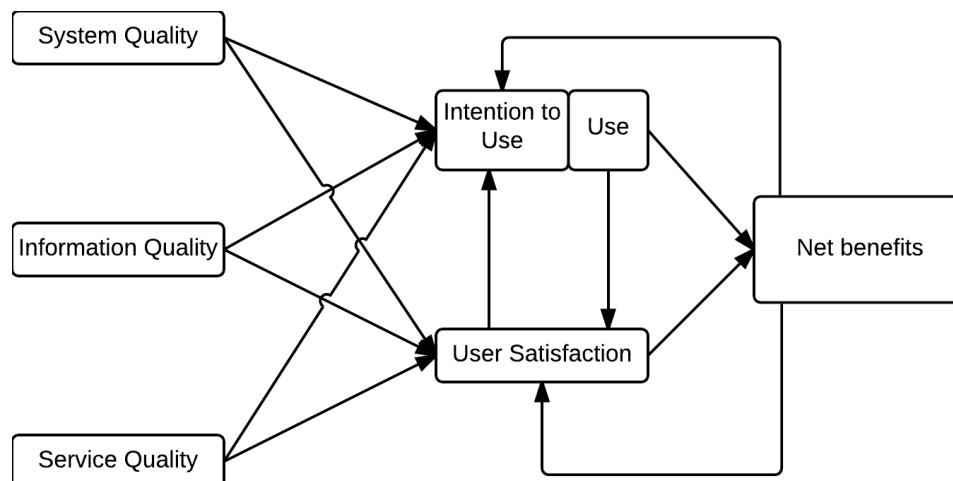 System Quality
Intention to
Use
Use
Information Quality
Net benefits
User Satisfaction
Service Quality